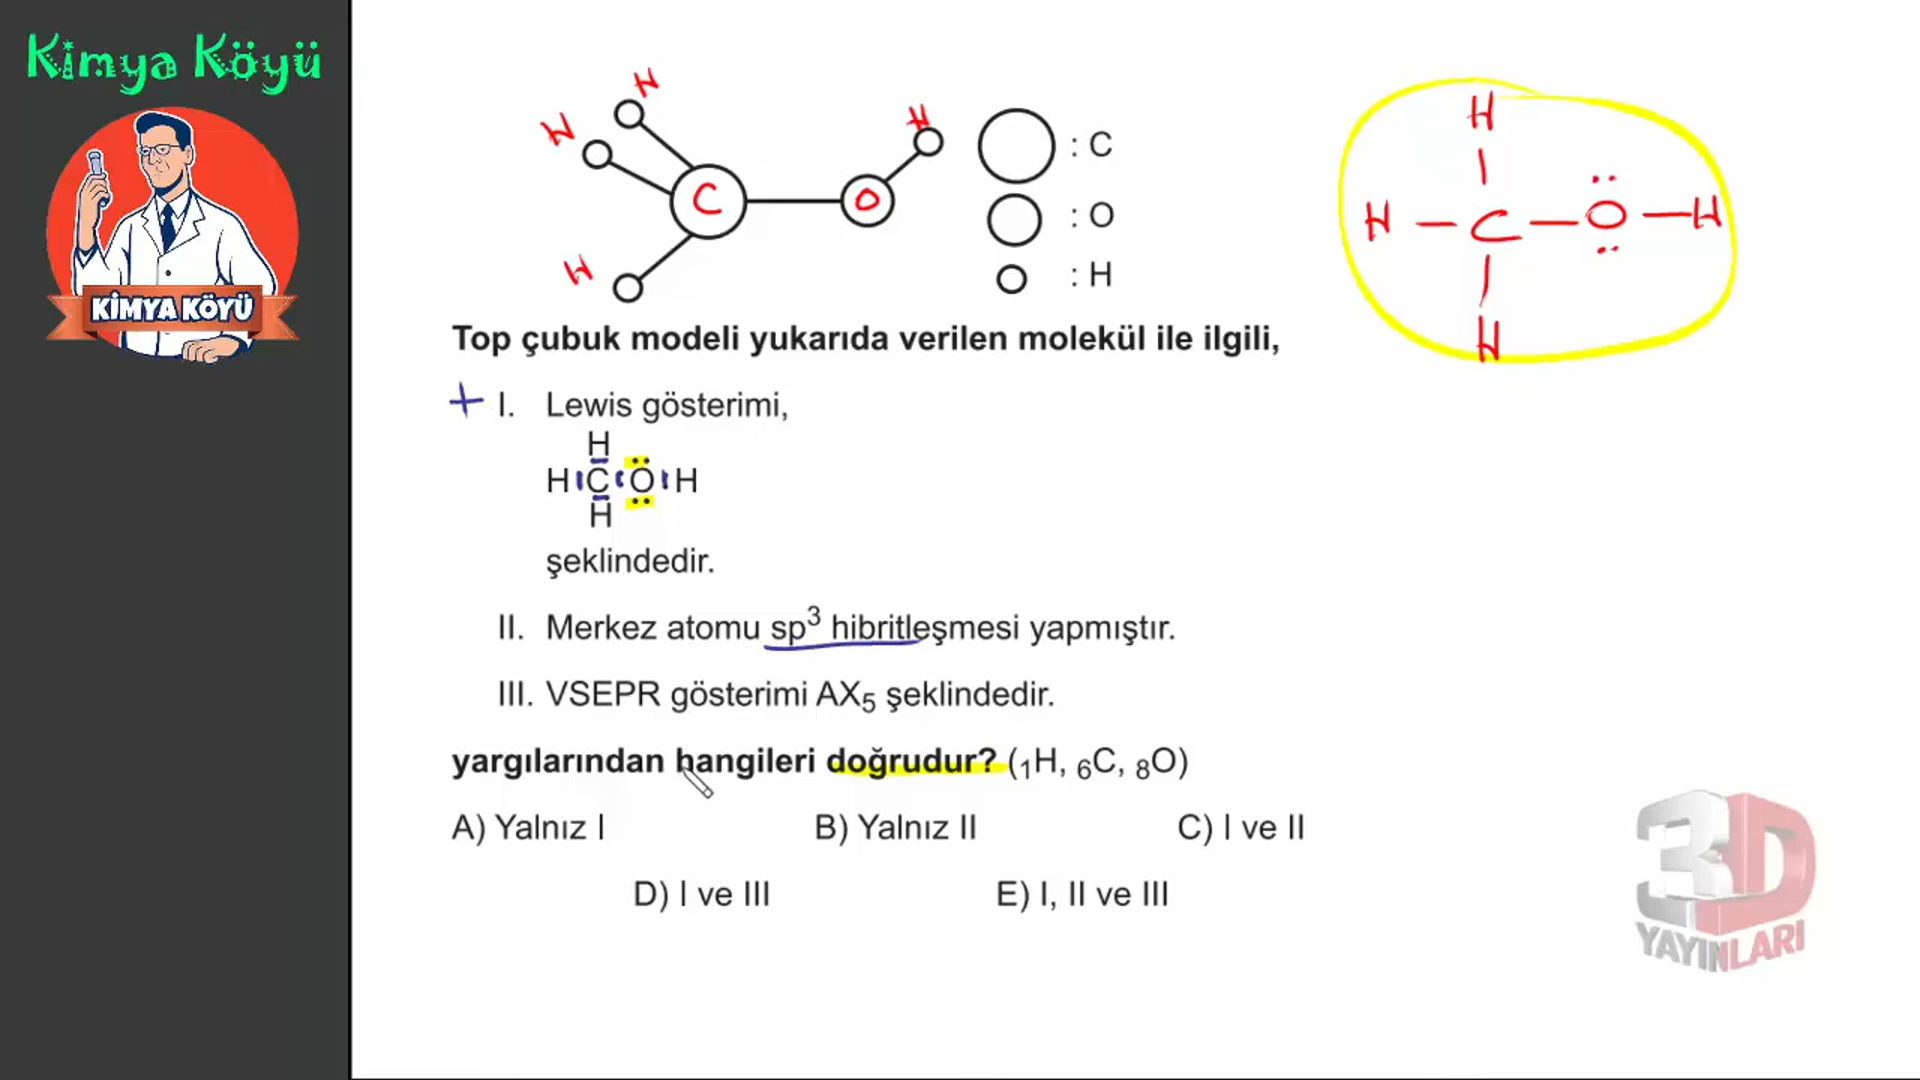 Kimya Köyü
KİMYA KÖYÜ
H
H
H
H
C
O
: C
: O
: H
H
H - C - O - H
H
Top çubuk modeli yukarıda verilen molekül ile ilgili,
+ I. Lewis gösterimi,
H
H C O H
H
şeklindedir.
II. Merkez atomu sp³ hibritleşmesi yapmıştır.
III. VSEPR gösterimi AX₅ şeklindedir.
yargılarından hangileri doğrudur? (₁H, ₆C, ₈O)
A) Yalnız I B) Yalnız II C) I ve II
D) I ve III E) I, II ve III
3D
YAYINLARI